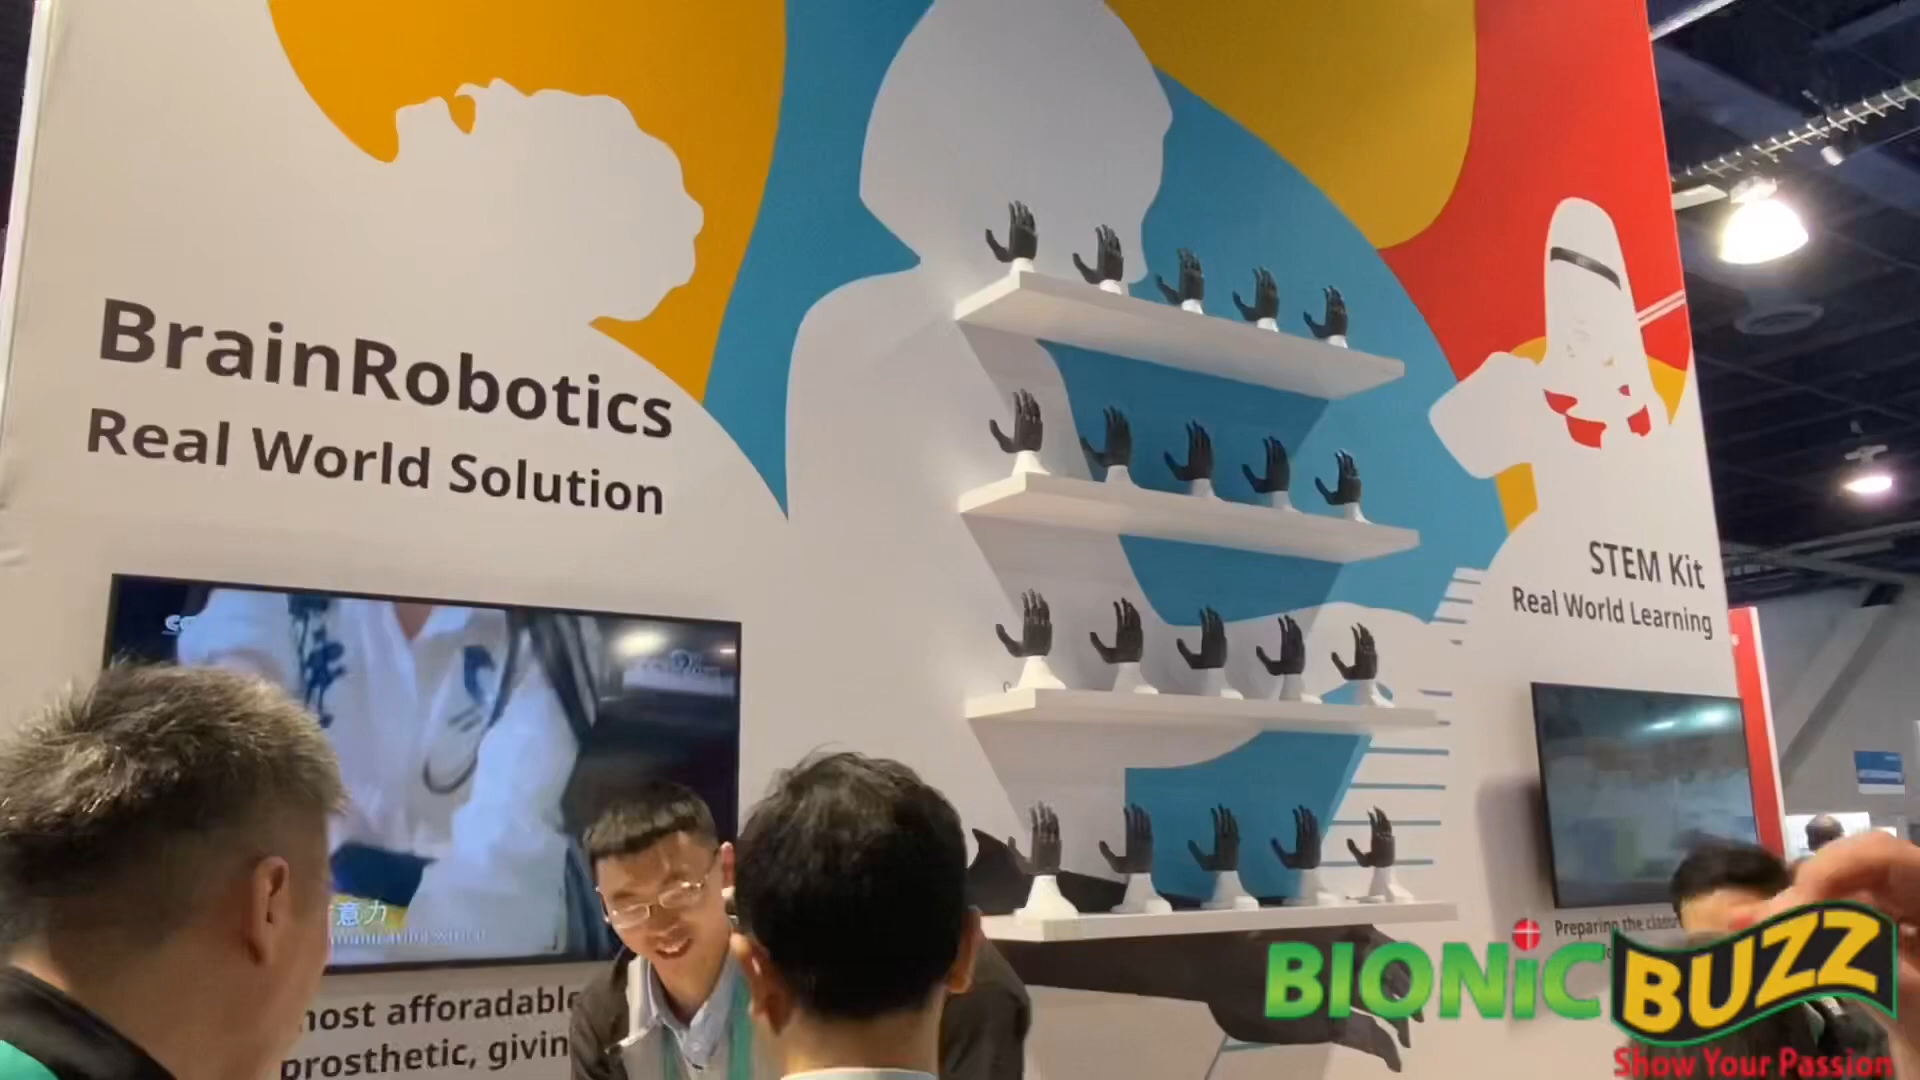 BrainRobotics
Real World Solution
STEM Kit
Real World Learning
意力
Preparing the
most afforadable
prosthetic, givin
BIONiC BUZZ
Show Your Passion